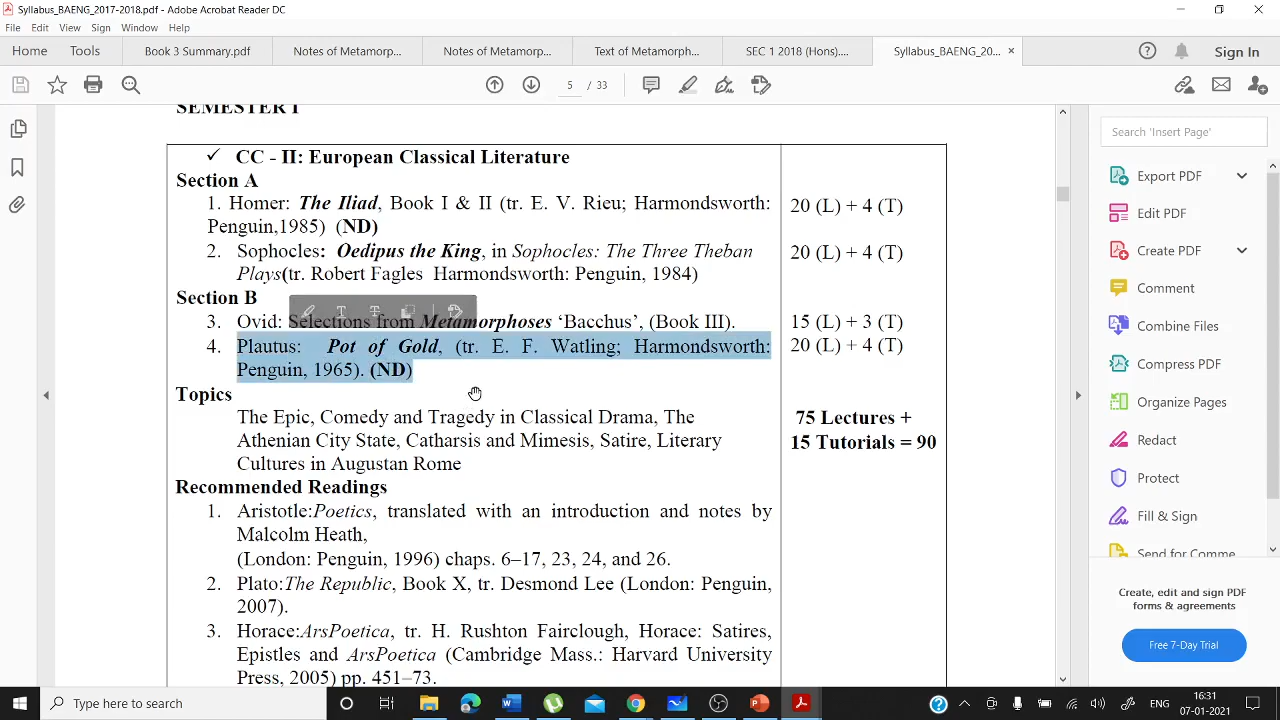 Syllabus_BAENG_2017-2018.pdf - Adobe Acrobat Reader DC
File Edit View Sign Window Help
Home Tools Book 3 Summary.pdf Notes of Metamorp... Notes of Metamorp... Text of Metamorph... SEC 1 2018 (Hons).... Syllabus_BAENG_20... × Sign In
5 / 33
SEMESTER I
✓ CC - II: European Classical Literature
Section A
1. Homer: The Iliad, Book I & II (tr. E. V. Rieu; Harmondsworth: 20 (L) + 4 (T)
Penguin,1985) (ND)
2. Sophocles: Oedipus the King, in Sophocles: The Three Theban 20 (L) + 4 (T)
Plays(tr. Robert Fagles Harmondsworth: Penguin, 1984)
Section B
3. Ovid: Selections from Metamorphoses ‘Bacchus’, (Book III). 15 (L) + 3 (T)
4. Plautus: Pot of Gold, (tr. E. F. Watling; Harmondsworth: 20 (L) + 4 (T)
Penguin, 1965). (ND)
Topics
The Epic, Comedy and Tragedy in Classical Drama, The 75 Lectures +
Athenian City State, Catharsis and Mimesis, Satire, Literary 15 Tutorials = 90
Cultures in Augustan Rome
Recommended Readings
1. Aristotle:Poetics, translated with an introduction and notes by
Malcolm Heath,
(London: Penguin, 1996) chaps. 6–17, 23, 24, and 26.
2. Plato:The Republic, Book X, tr. Desmond Lee (London: Penguin,
2007).
3. Horace:ArsPoetica, tr. H. Rushton Fairclough, Horace: Satires,
Epistles and ArsPoetica (Cambridge Mass.: Harvard University
Press, 2005) pp. 451–73.
Search 'Insert Page'
Export PDF
Edit PDF
Create PDF
Comment
Combine Files
Compress PDF
Organize Pages
Redact
Protect
Fill & Sign
Send for Comme
Create, edit and sign PDF
forms & agreements
Free 7-Day Trial
Type here to search
ENG
16:31
07-01-2021